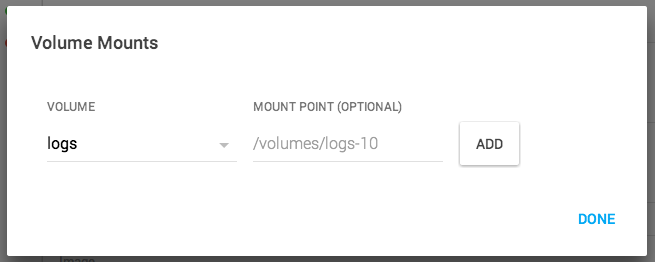 Volume Mounts
VOLUME
MOUNT POINT (OPTIONAL)
logs
/volumes/logs-10
ADD
DONE